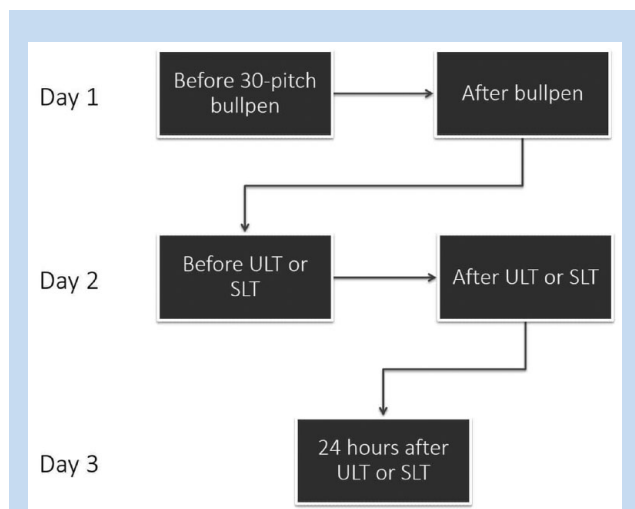 Day 1
Before 30-pitch
bullpen
After bullpen
Day 2
Before ULT or
SLT
After ULT or SLT
Day 3
24 hours after
ULT or SLT